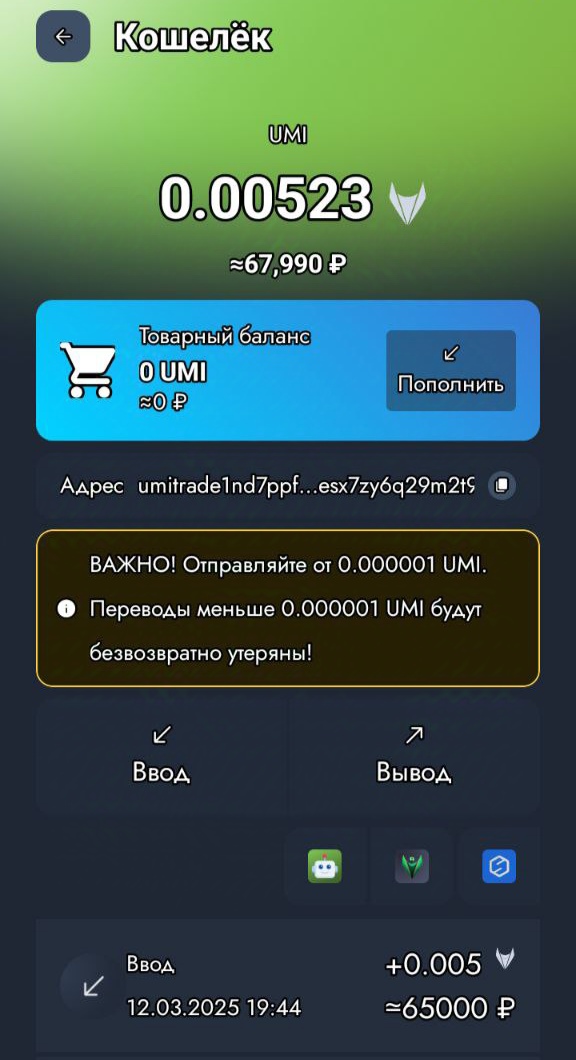 Кошелёк
UMI
0.00523
≈67,990 ₽
Товарный баланс
0 UMI
≈0 ₽
Пополнить
Адрес umitrade1nd7ppf...esx7zy6q29m2t9
ВАЖНО! Отправляйте от 0.000001 UMI.
Переводы меньше 0.000001 UMI будут
безвозвратно утеряны!
Ввод
Вывод
Ввод
+0.005
12.03.2025 19:44
≃65000 ₽